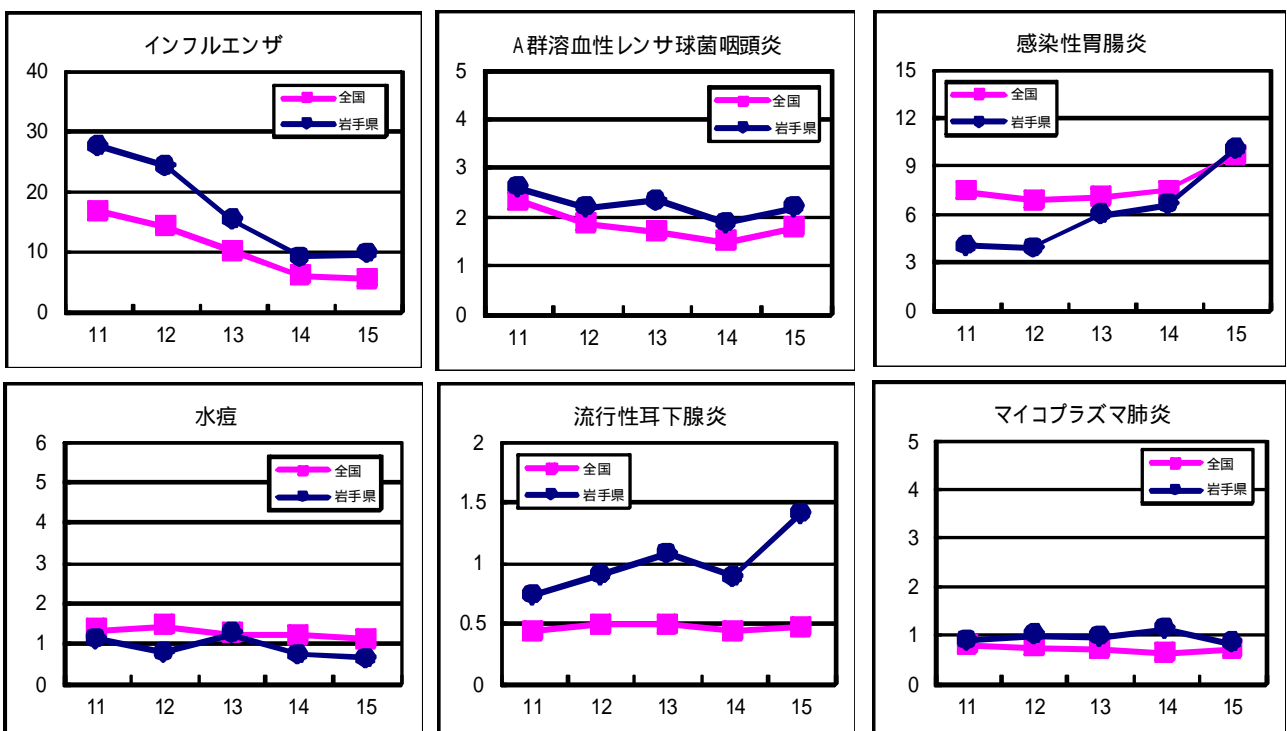 インフルエンザ
40
30
20
10
0
全国
岩手県
11 12 13 14 15
A群溶血性レンサ球菌咽頭炎
5
4
3
2
1
0
全国
岩手県
11 12 13 14 15
感染性胃腸炎
15
12
9
6
3
0
全国
岩手県
11 12 13 14 15
水痘
6
5
4
3
2
1
0
全国
岩手県
11 12 13 14 15
流行性耳下腺炎
2
1.5
1
0.5
0
全国
岩手県
11 12 13 14 15
マイコプラズマ肺炎
5
4
3
2
1
0
全国
岩手県
11 12 13 14 15